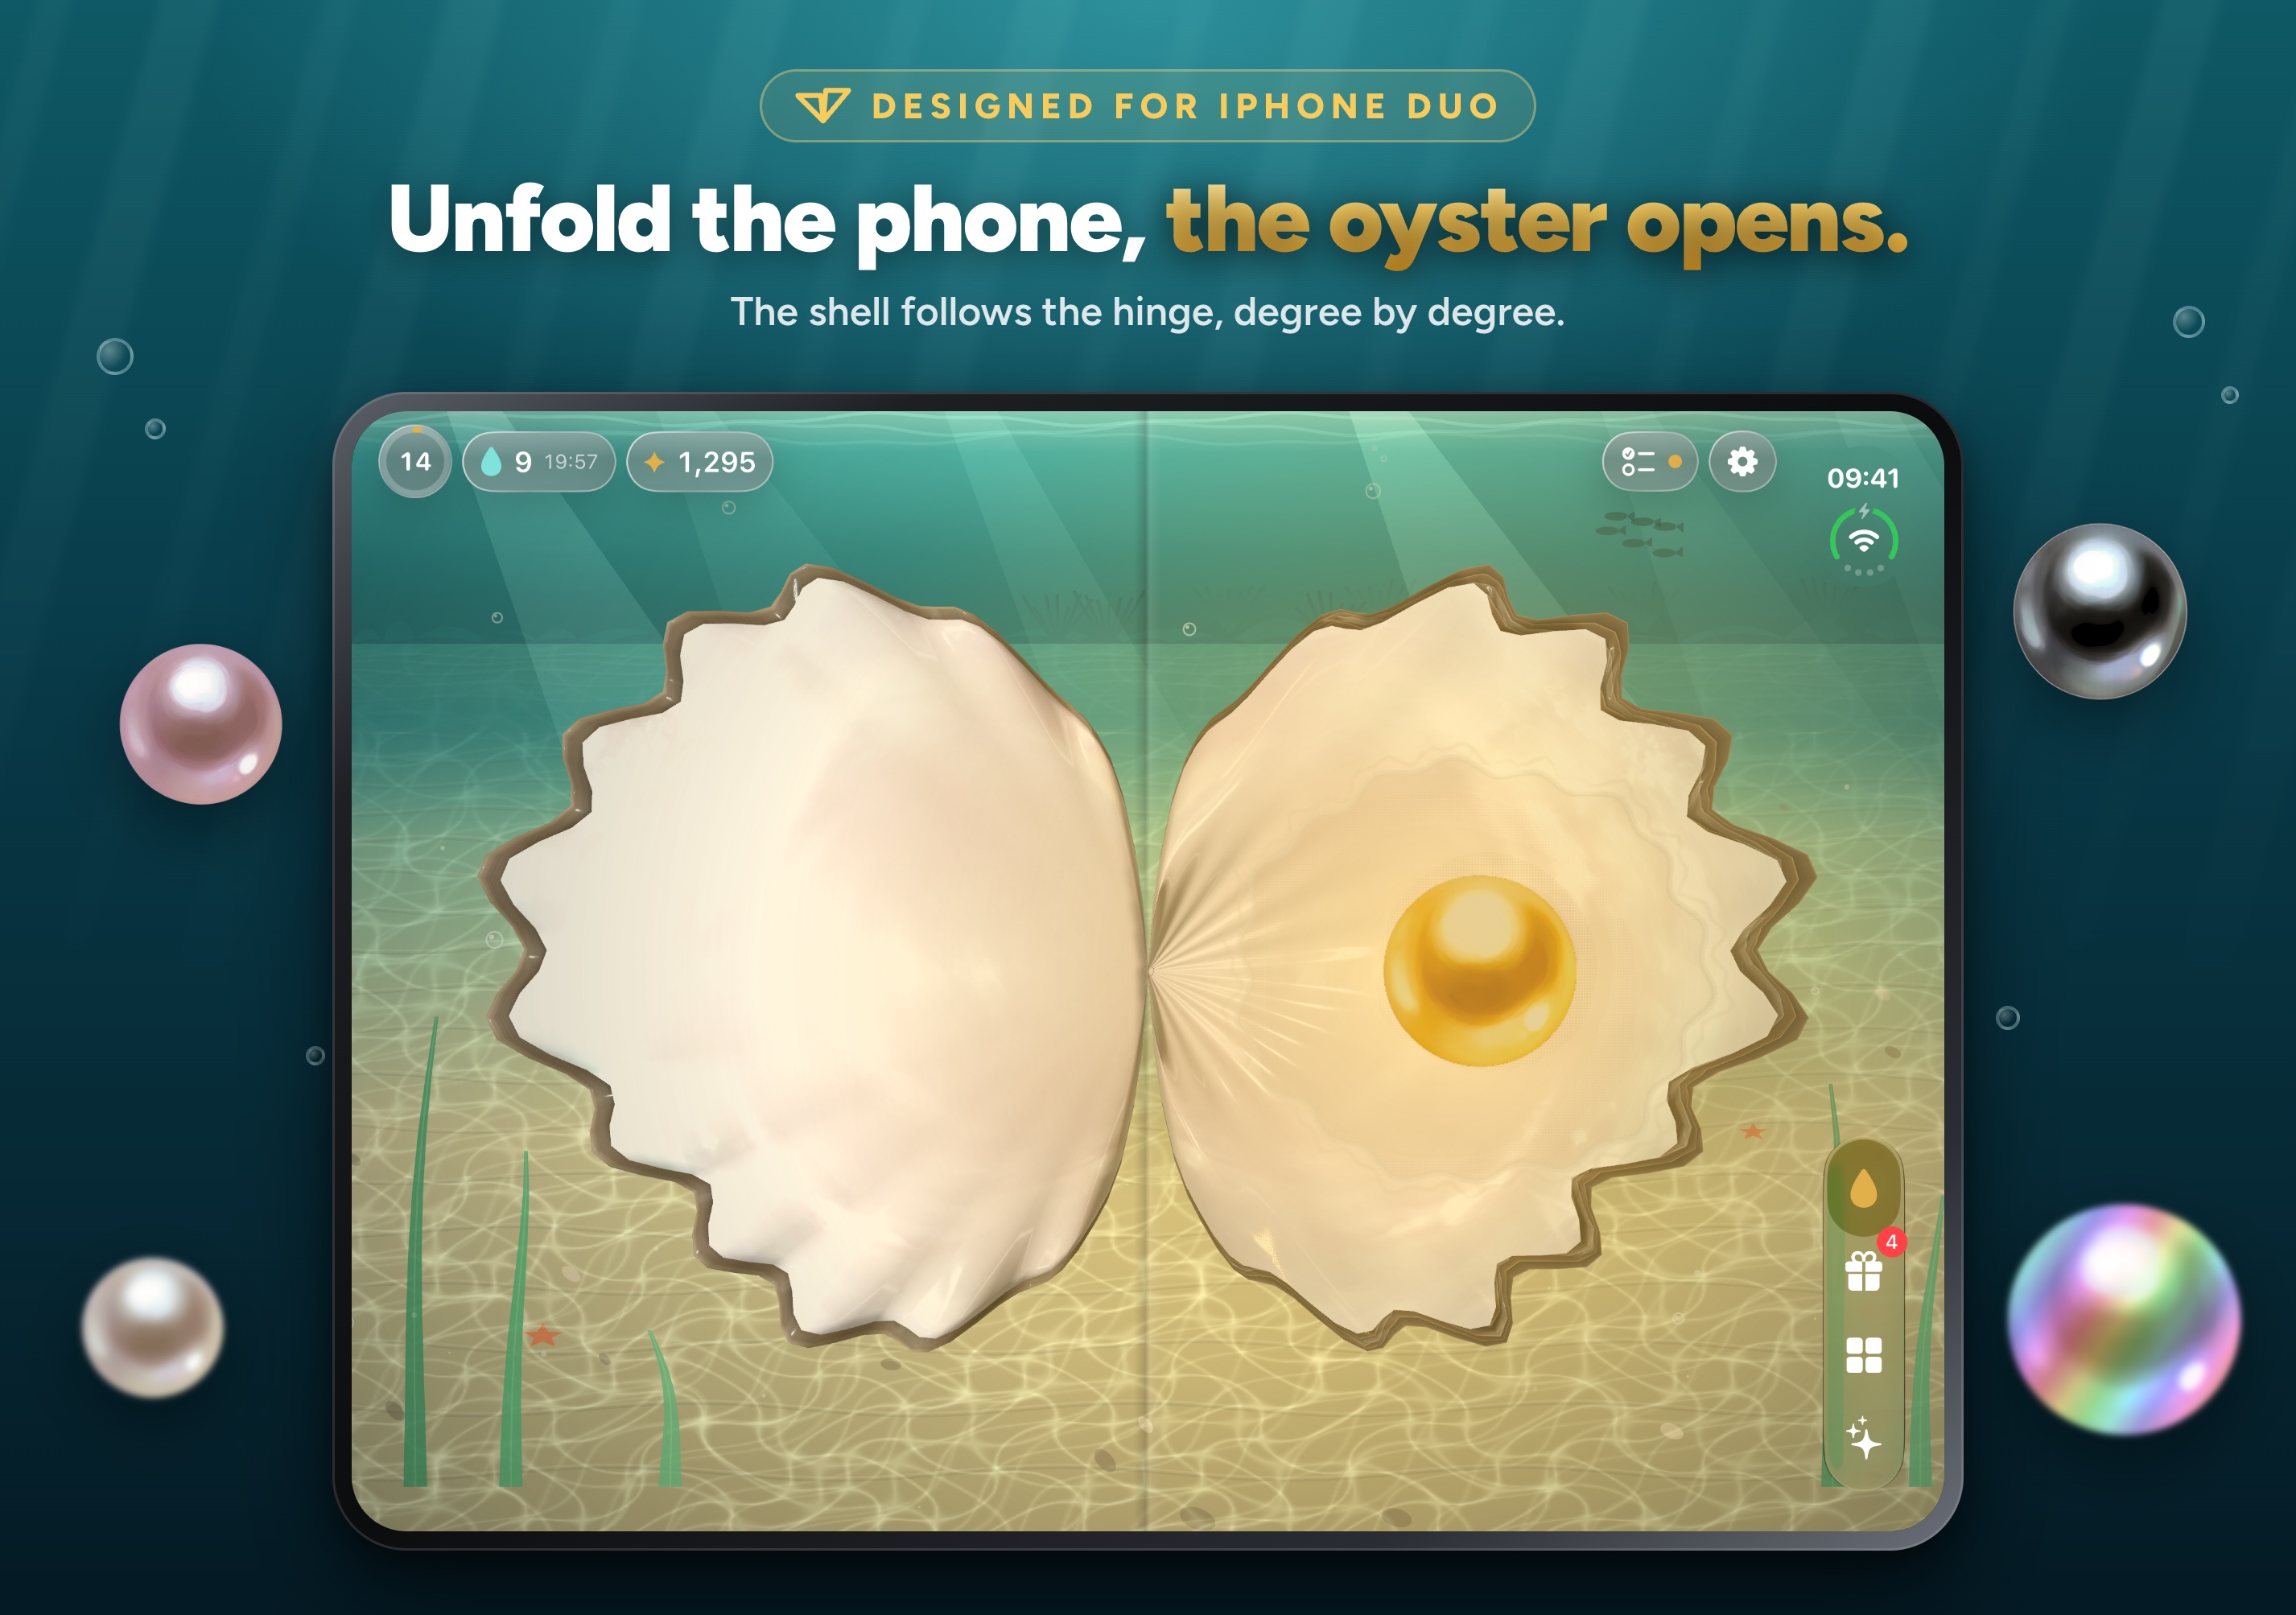 DESIGNED FOR IPHONE DUO
Unfold the phone, the oyster opens.
The shell follows the hinge, degree by degree.
14 9 19:57 1,295
09:41
4